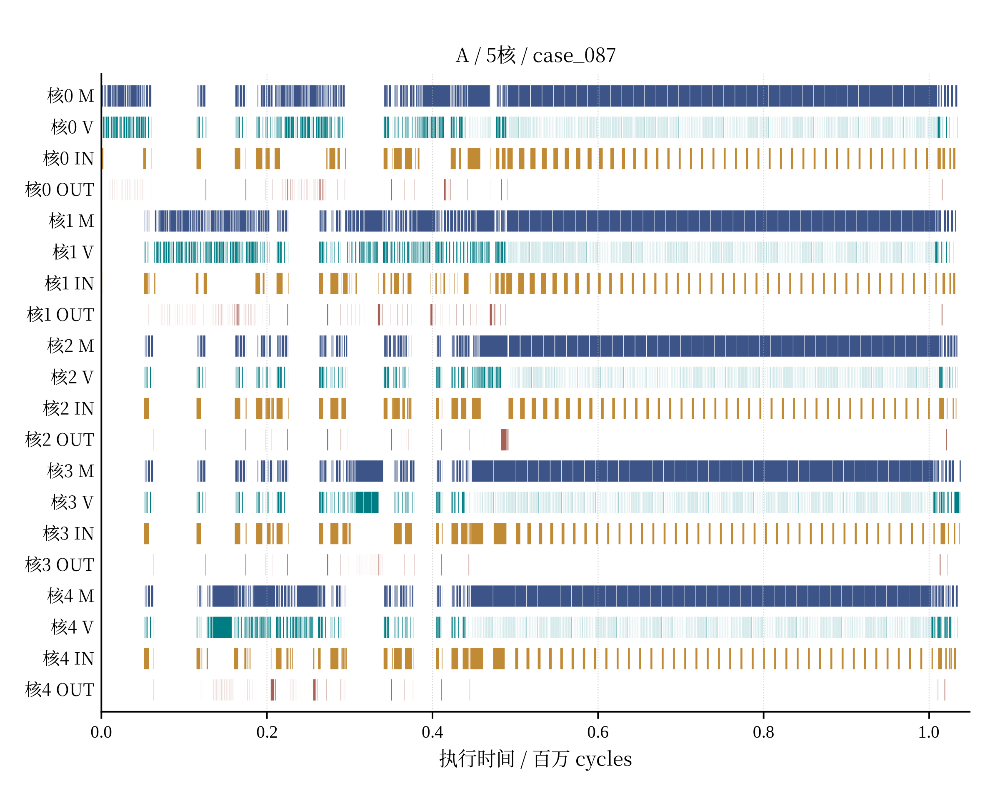 A / 5核 / case_087
核0 M
核0 V
核0 IN
核0 OUT
核1 M
核1 V
核1 IN
核1 OUT
核2 M
核2 V
核2 IN
核2 OUT
核3 M
核3 V
核3 IN
核3 OUT
核4 M
核4 V
核4 IN
核4 OUT
0.0 0.2 0.4 0.6 0.8 1.0
执行时间 / 百万 cycles